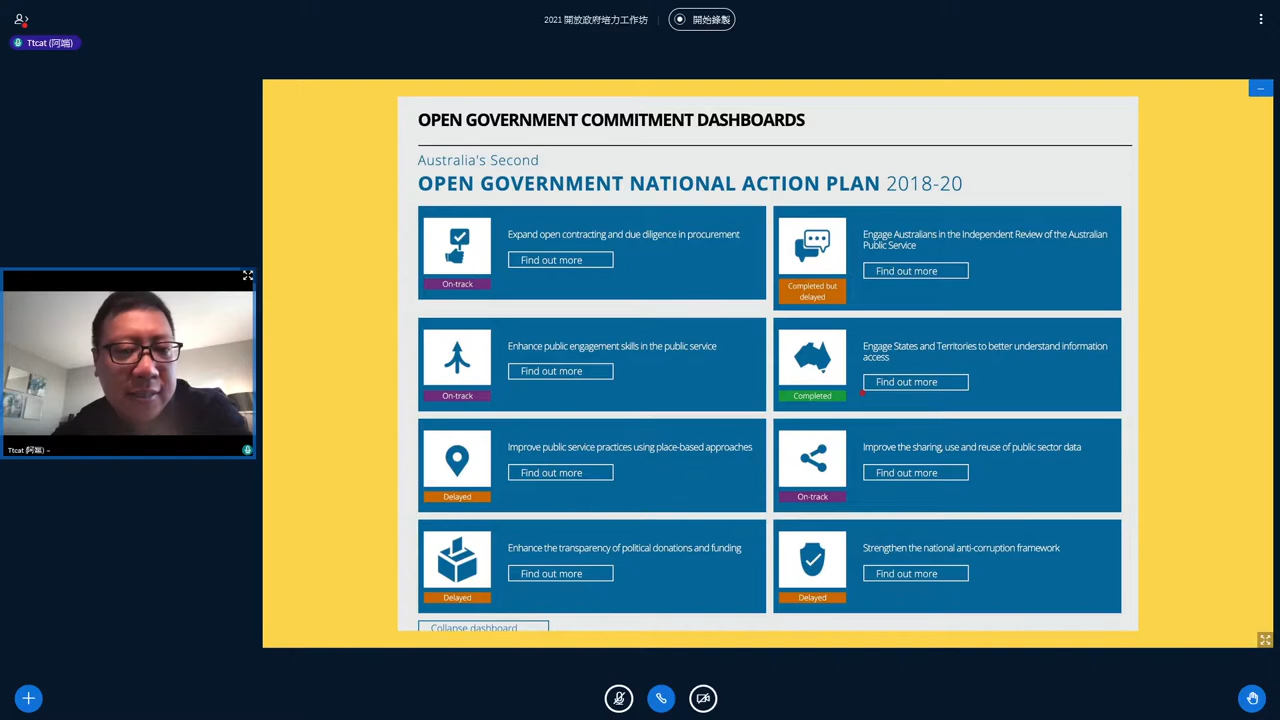 2021 開放政府培力工作坊
開始錄製
Ttcat (阿端)
OPEN GOVERNMENT COMMITMENT DASHBOARDS
Australia's Second
OPEN GOVERNMENT NATIONAL ACTION PLAN 2018-20
Expand open contracting and due diligence in procurement
Find out more
On-track
Engage Australians in the Independent Review of the Australian
Public Service
Find out more
Completed but
delayed
Enhance public engagement skills in the public service
Find out more
On-track
Engage States and Territories to better understand information
access
Find out more
Completed
Improve public service practices using place-based approaches
Find out more
Delayed
Improve the sharing, use and reuse of public sector data
Find out more
On-track
Enhance the transparency of political donations and funding
Find out more
Delayed
Strengthen the national anti-corruption framework
Find out more
Delayed
Collapse dashboard
Ttcat (阿端)